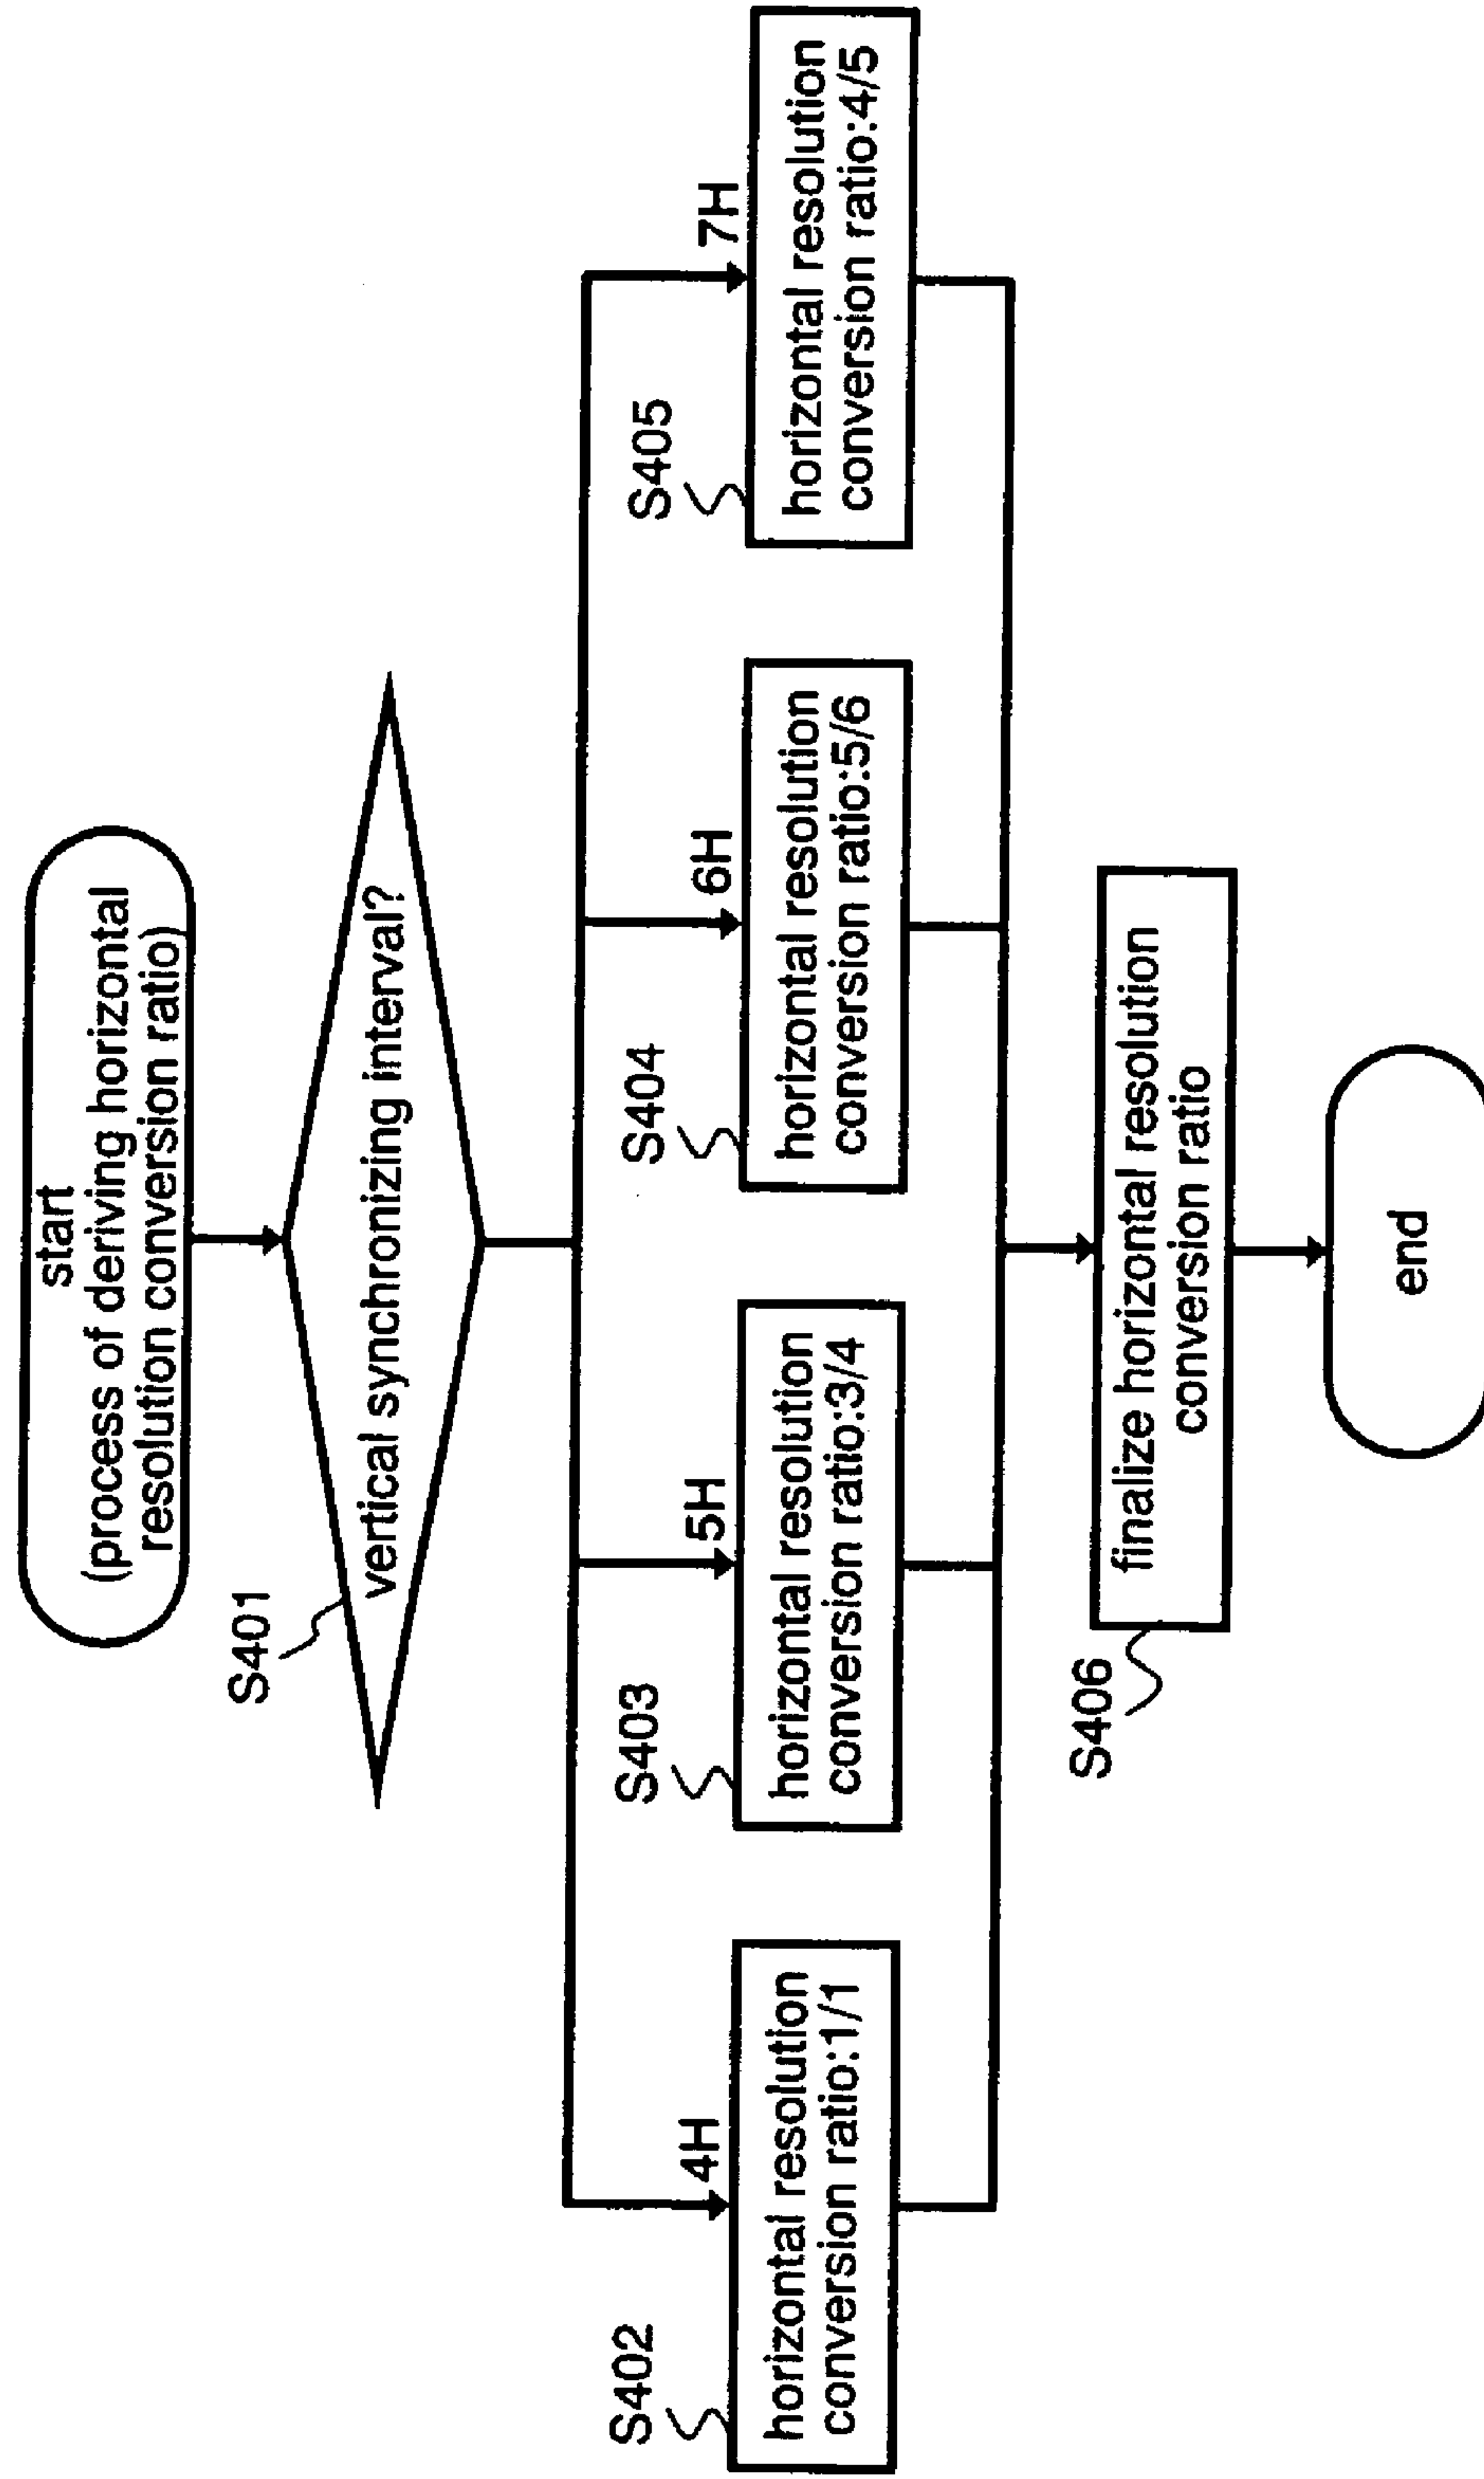 start
(process of deriving horizontal
resolution conversion ratio)
S401
vertical synchronizing interval?
4H
5H
6H
7H
S402
horizontal resolution
conversion ratio:1/1
S403
horizontal resolution
conversion ratio:3/4
S404
horizontal resolution
conversion ratio:5/6
S405
horizontal resolution
conversion ratio:4/5
S406
finalize horizontal resolution
conversion ratio
end